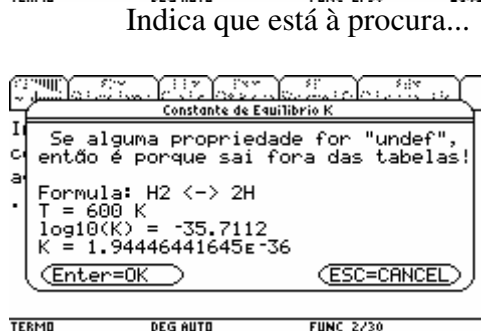 Indica que está à procura...
Constante de Equilíbrio K
Se alguma propriedade for "undef",
então é porque sai fora das tabelas!
Formula: H2 <-> 2H
T = 600 K
log10(K) = -35.7112
K = 1.94446441645E-36
Enter=OK
ESC=CANCEL
TERMO DEG AUTO FUNC 2/30